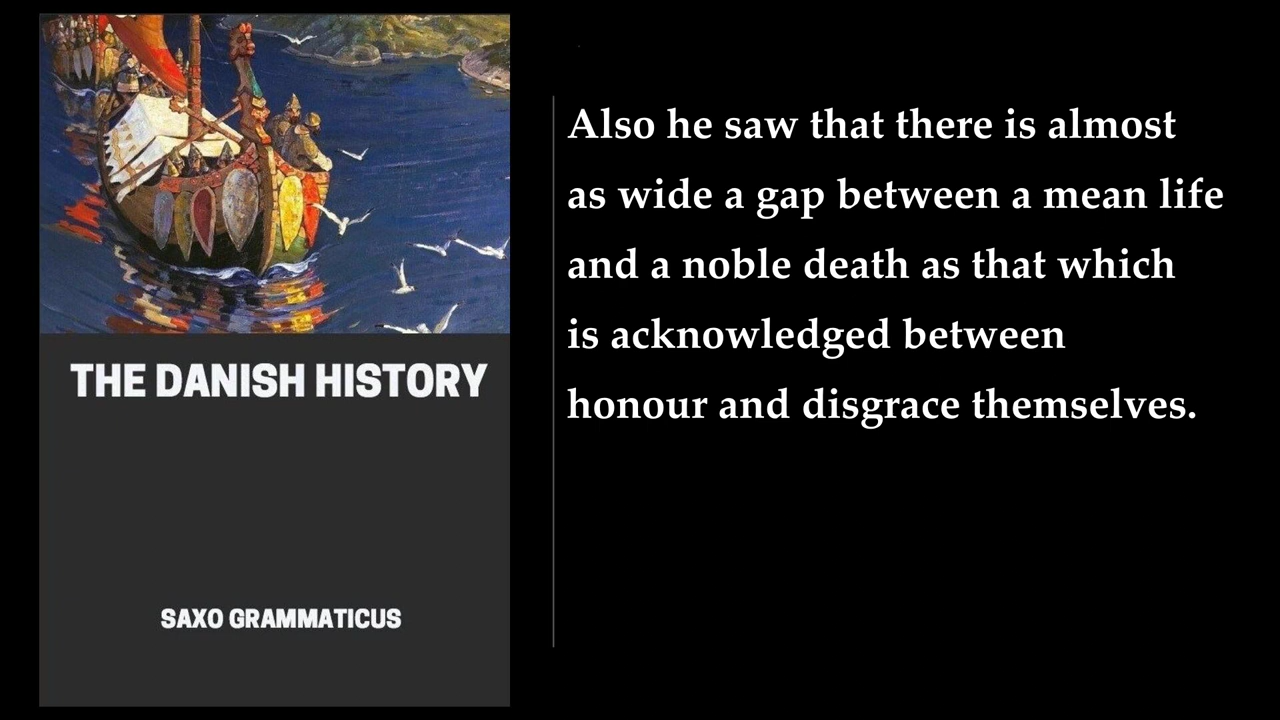 THE DANISH HISTORY
SAXO GRAMMATICUS
Also he saw that there is almost
as wide a gap between a mean life
and a noble death as that which
is acknowledged between
honour and disgrace themselves.